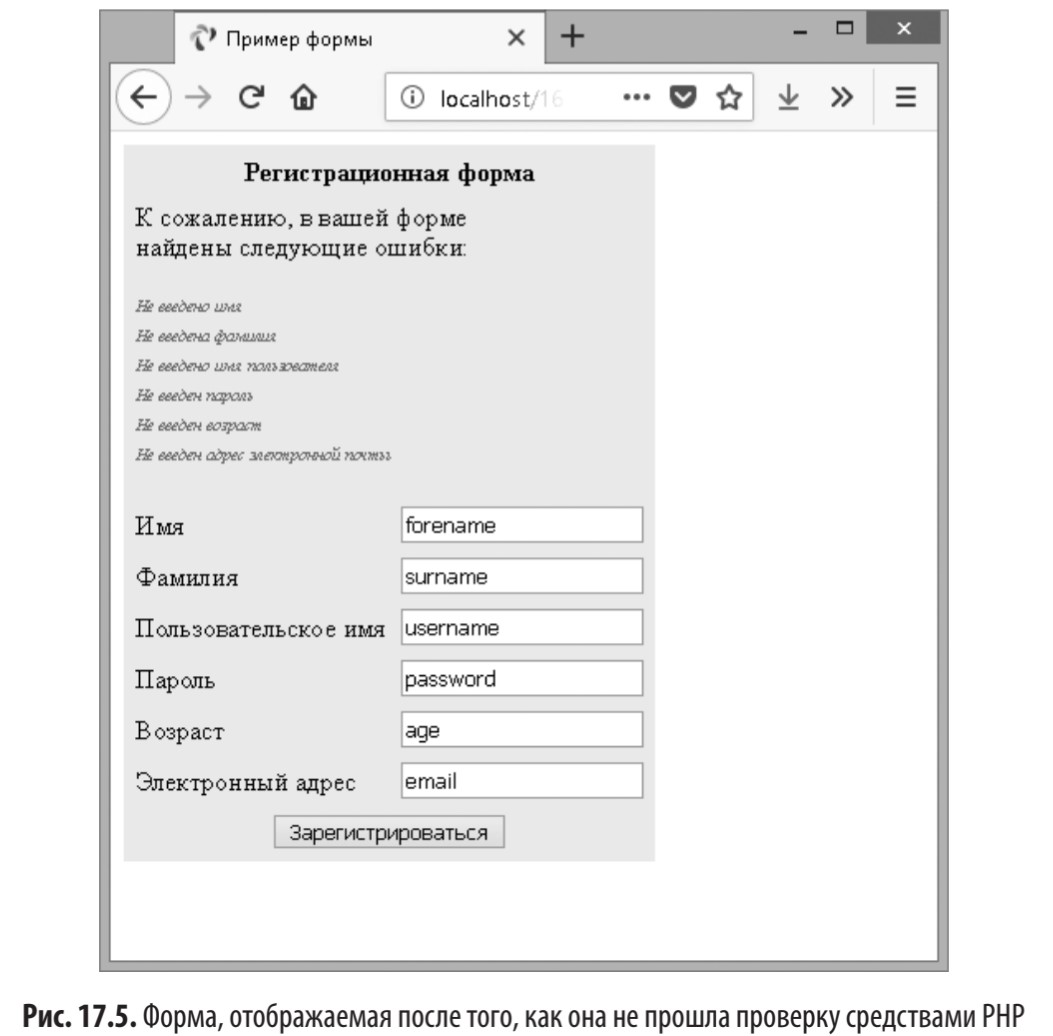 Пример формы
localhost/16
Регистрационная форма
К сожалению, в вашей форме
найдены следующие ошибки:
Не введено имя
Не введена фамилия
Не введено имя пользователя
Не введен пароль
Не введен возраст
Не введен адрес электронной почты
Имя forename
Фамилия surname
Пользовательское имя username
Пароль password
Возраст age
Электронный адрес email
Зарегистрироваться
Рис. 17.5. Форма, отображаемая после того, как она не прошла проверку средствами PHP